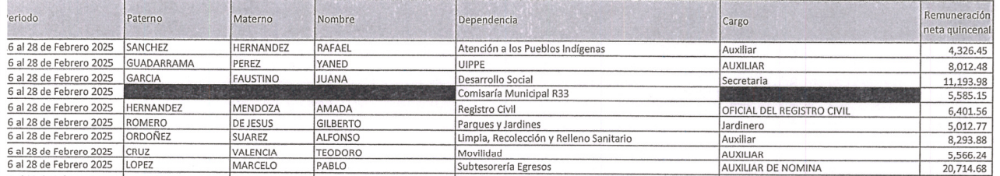 eriodo Paterno Materno Nombre Dependencia Cargo Remuneración neta quincenal
6 al 28 de Febrero 2025 SANCHEZ HERNANDEZ RAFAEL Atención a los Pueblos Indígenas Auxiliar 4,326.45
6 al 28 de Febrero 2025 GUADARRAMA PEREZ YANED UIPPE AUXILIAR 8,012.48
6 al 28 de Febrero 2025 GARCIA FAUSTINO JUANA Desarrollo Social Secretaria 11,193.98
6 al 28 de Febrero 2025 Comisaría Municipal R33 5,585.15
6 al 28 de Febrero 2025 HERNANDEZ MENDOZA AMADA Registro Civil OFICIAL DEL REGISTRO CIVIL 6,401.56
6 al 28 de Febrero 2025 ROMERO DE JESUS GILBERTO Parques y Jardines Jardinero 5,012.77
6 al 28 de Febrero 2025 ORDOÑEZ SUAREZ ALFONSO Limpia, Recolección y Relleno Sanitario Auxiliar 8,293.88
6 al 28 de Febrero 2025 CRUZ VALENCIA TEODORO Movilidad AUXILIAR 5,566.24
6 al 28 de Febrero 2025 LOPEZ MARCELO PABLO Subtesorería Egresos AUXILIAR DE NOMINA 20,714.68